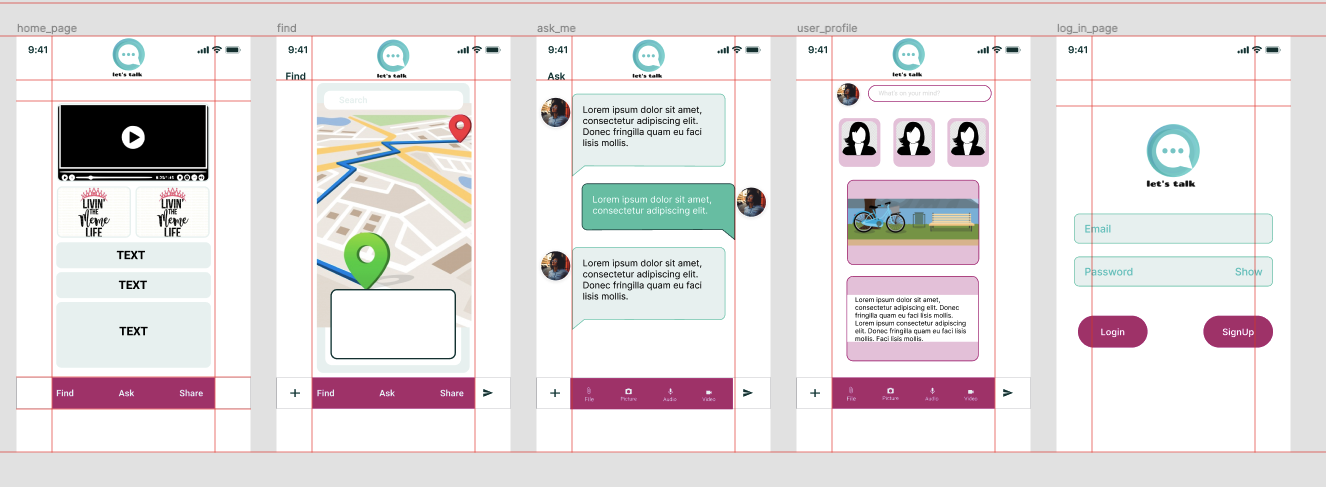 home_page
9:41
let's talk
LIVIN'
THE
Meme
LIFE
LIVIN'
THE
Meme
LIFE
TEXT
TEXT
TEXT
Find
Ask
Share
find
9:41
let's talk
Find
Search
Find
Ask
Share
ask_me
9:41
let's talk
Ask
Lorem ipsum dolor sit amet,
consectetur adipiscing elit.
Donec fringilla quam eu faci
lisis mollis.
Lorem ipsum dolor sit amet,
consectetur adipiscing elit.
Lorem ipsum dolor sit amet,
consectetur adipiscing elit.
Donec fringilla quam eu faci
lisis mollis.
File
Picture
Audio
Video
user_profile
9:41
let's talk
What's on your mind?
Lorem ipsum dolor sit amet,
consectetur adipiscing elit. Donec
fringilla quam eu faci lisis mollis.
Lorem ipsum consectetur adipiscing
elit. Donec fringilla quam eu faci lisis
mollis. Faci lisis mollis.
File
Picture
Audio
Video
log_in_page
9:41
let's talk
Email
Password
Show
Login
SignUp